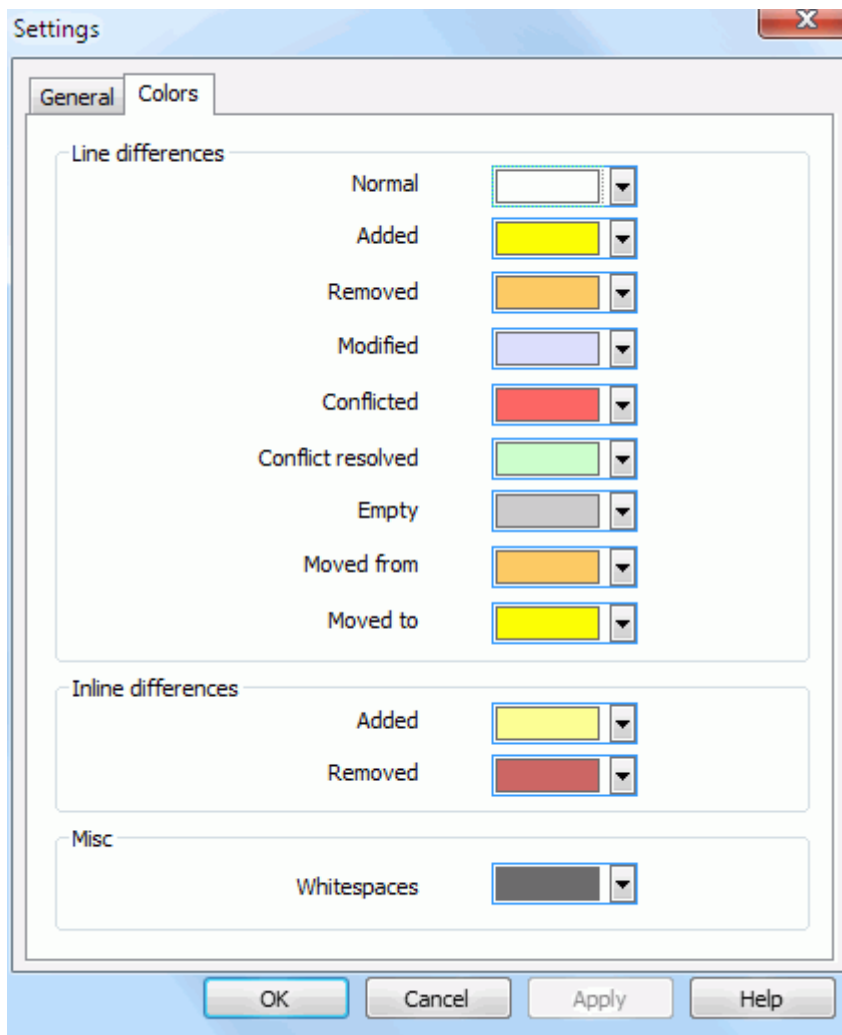 Settings
General Colors
Line differences
Normal
Added
Removed
Modified
Conflicted
Conflict resolved
Empty
Moved from
Moved to
Inline differences
Added
Removed
Misc
Whitespaces
OK Cancel Apply Help